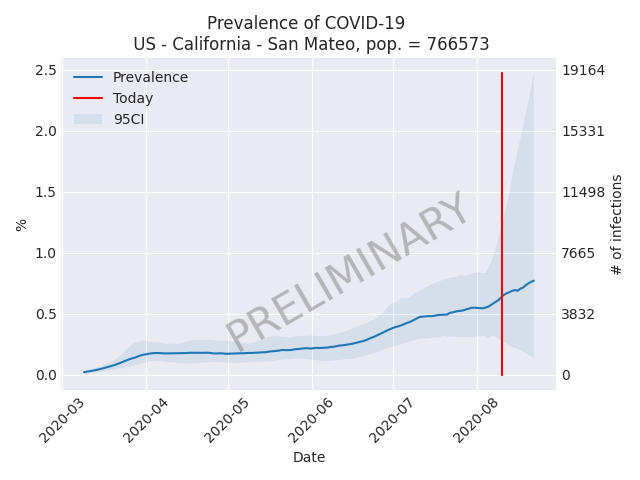 Prevalence of COVID-19
US - California - San Mateo, pop. = 766573
Prevalence
Today
95CI
PRELIMINARY
2.5
2.0
1.5
1.0
0.5
0.0
%
19164
15331
11498
7665
3832
0
# of infections
2020-03
2020-04
2020-05
2020-06
2020-07
2020-08
Date